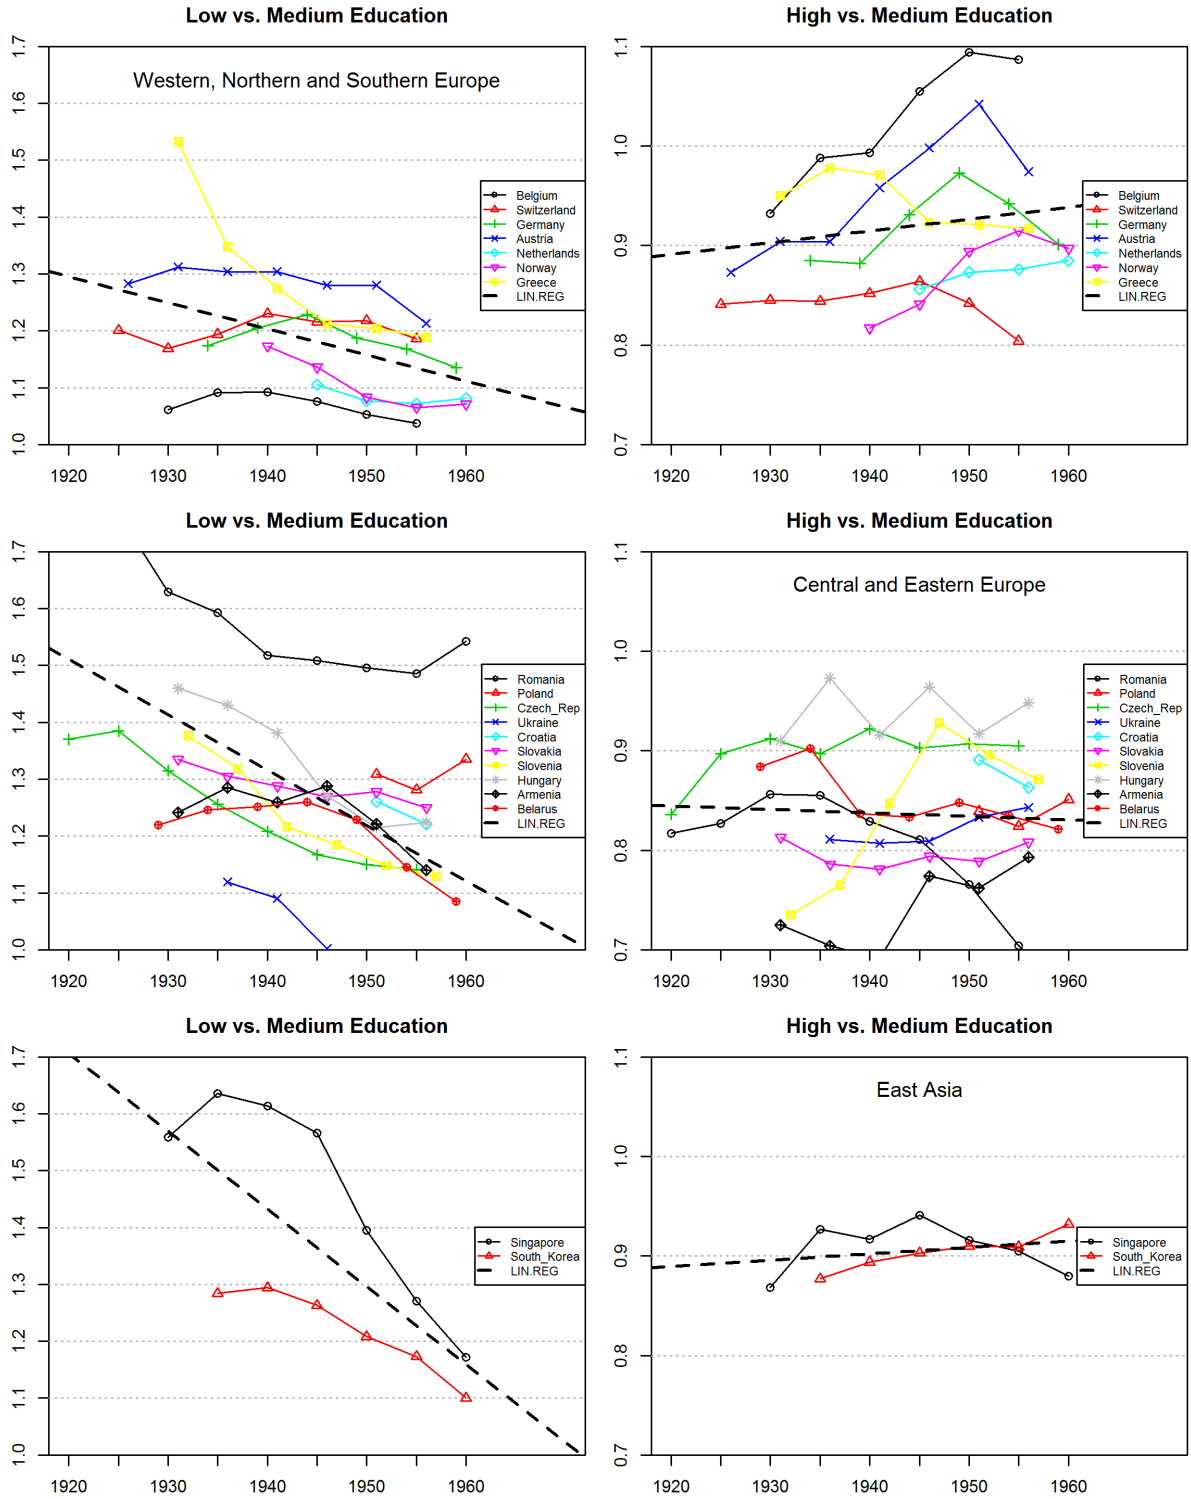 Low vs. Medium Education
High vs. Medium Education
1.7
1.6
1.5
1.4
1.3
1.2
1.1
1.0
Western, Northern and Southern Europe
Belgium
Switzerland
Germany
Austria
Netherlands
Norway
Greece
LIN.REG
1920
1930
1940
1950
1960
1.1
1.0
0.9
0.8
0.7
Belgium
Switzerland
Germany
Austria
Netherlands
Norway
Greece
LIN.REG
1920
1930
1940
1950
1960
Low vs. Medium Education
High vs. Medium Education
1.7
1.6
1.5
1.4
1.3
1.2
1.1
1.0
Romania
Poland
Czech_Rep
Ukraine
Croatia
Slovakia
Slovenia
Hungary
Armenia
Belarus
LIN.REG
1920
1930
1940
1950
1960
1.1
1.0
0.9
0.8
0.7
Central and Eastern Europe
Romania
Poland
Czech_Rep
Ukraine
Croatia
Slovakia
Slovenia
Hungary
Armenia
Belarus
LIN.REG
1920
1930
1940
1950
1960
Low vs. Medium Education
High vs. Medium Education
1.7
1.6
1.5
1.4
1.3
1.2
1.1
1.0
Singapore
South_Korea
LIN.REG
1920
1930
1940
1950
1960
1.1
1.0
0.9
0.8
0.7
East Asia
Singapore
South_Korea
LIN.REG
1920
1930
1940
1950
1960